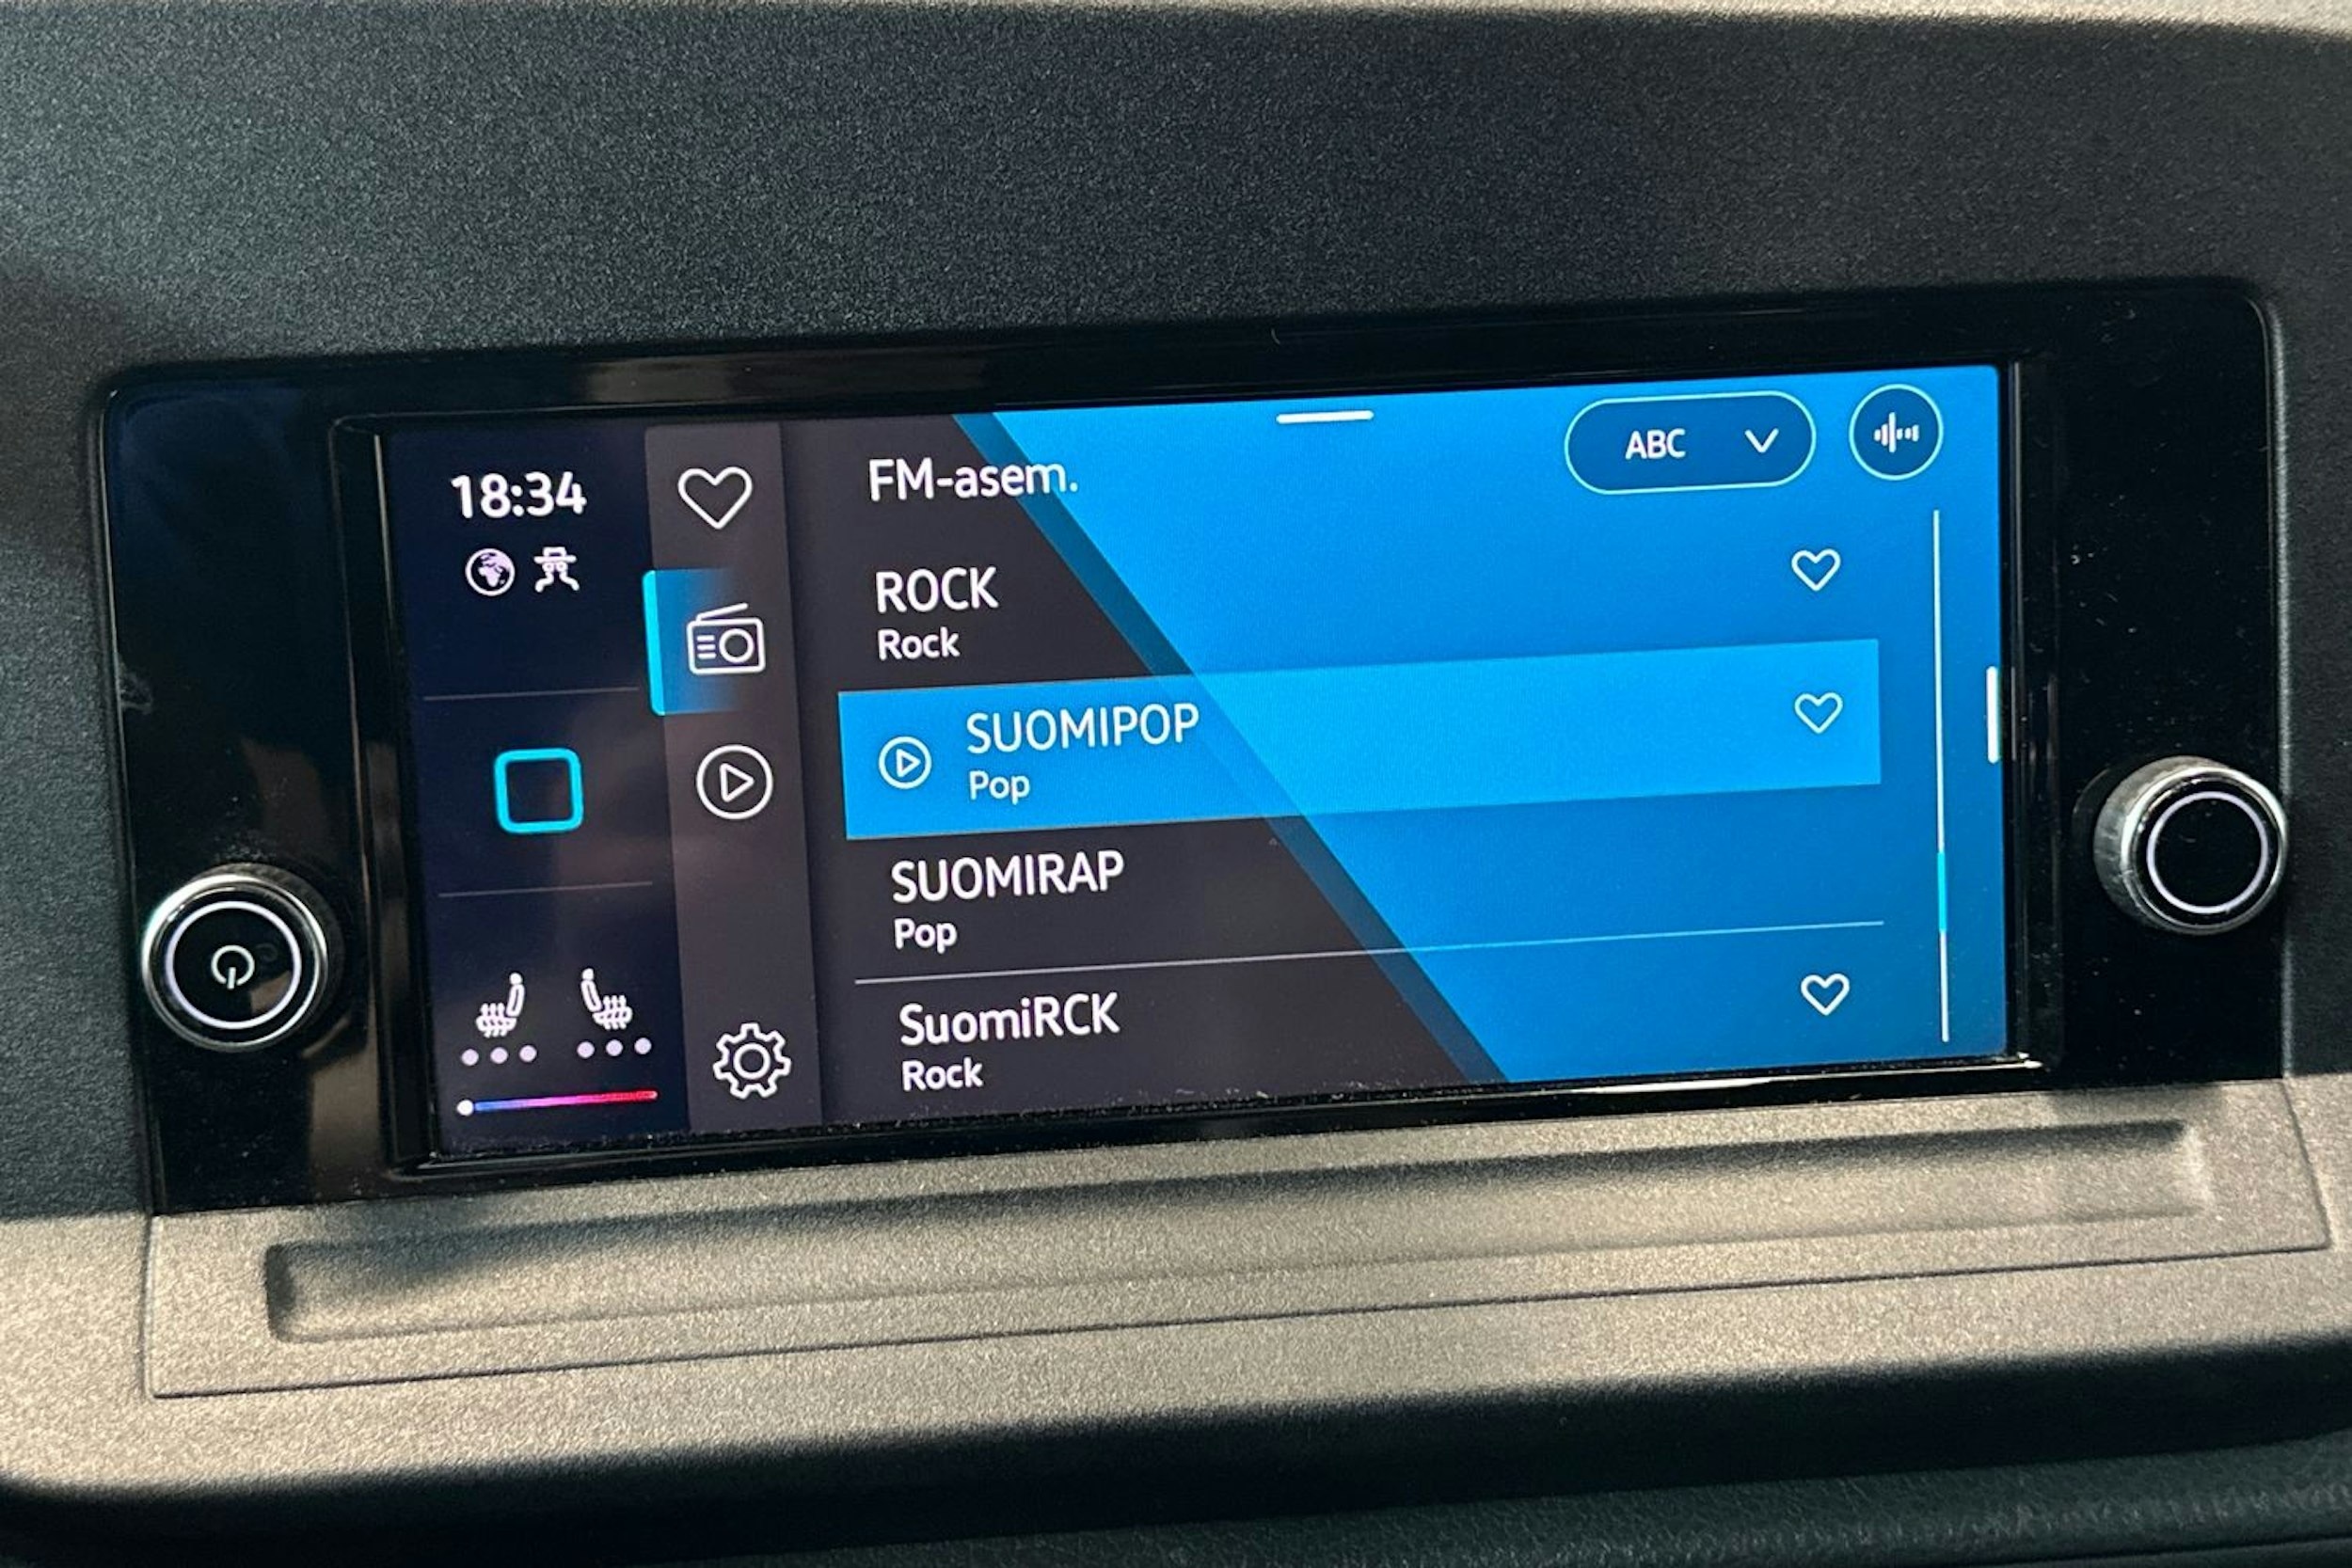 18:34
FM-asem.
ABC
ROCK
Rock
SUOMIPOP
Pop
SUOMIRAP
Pop
SuomiRCK
Rock